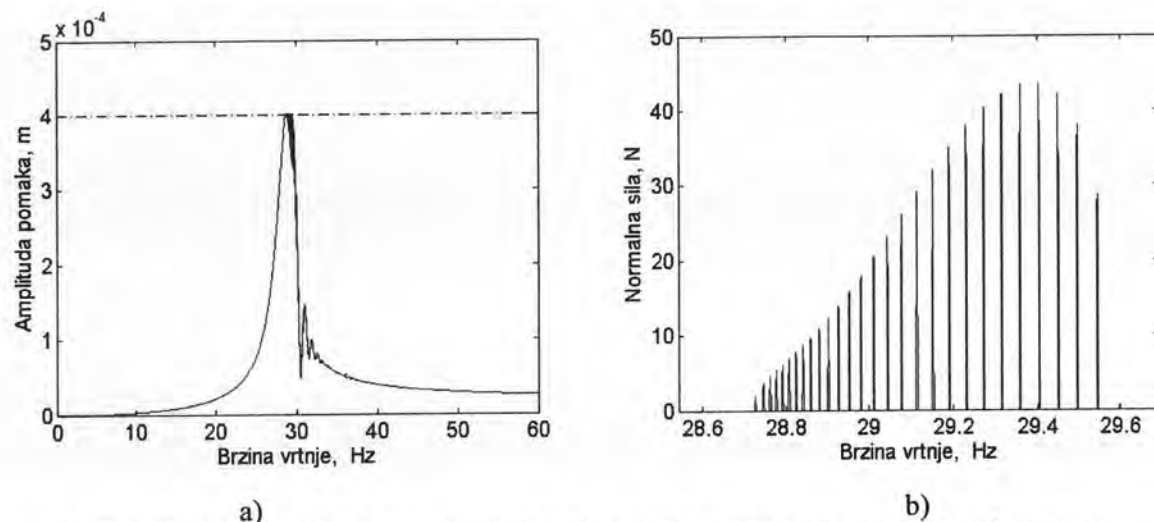 x 10⁻⁴
5
4
3
2
1
0
0 10 20 30 40 50 60
Amplituda pomaka, m
Brzina vrtnje, Hz
a)
50
40
30
20
10
0
28.6 28.8 29 29.2 29.4 29.6
Normalna sila, N
Brzina vrtnje, Hz
b)